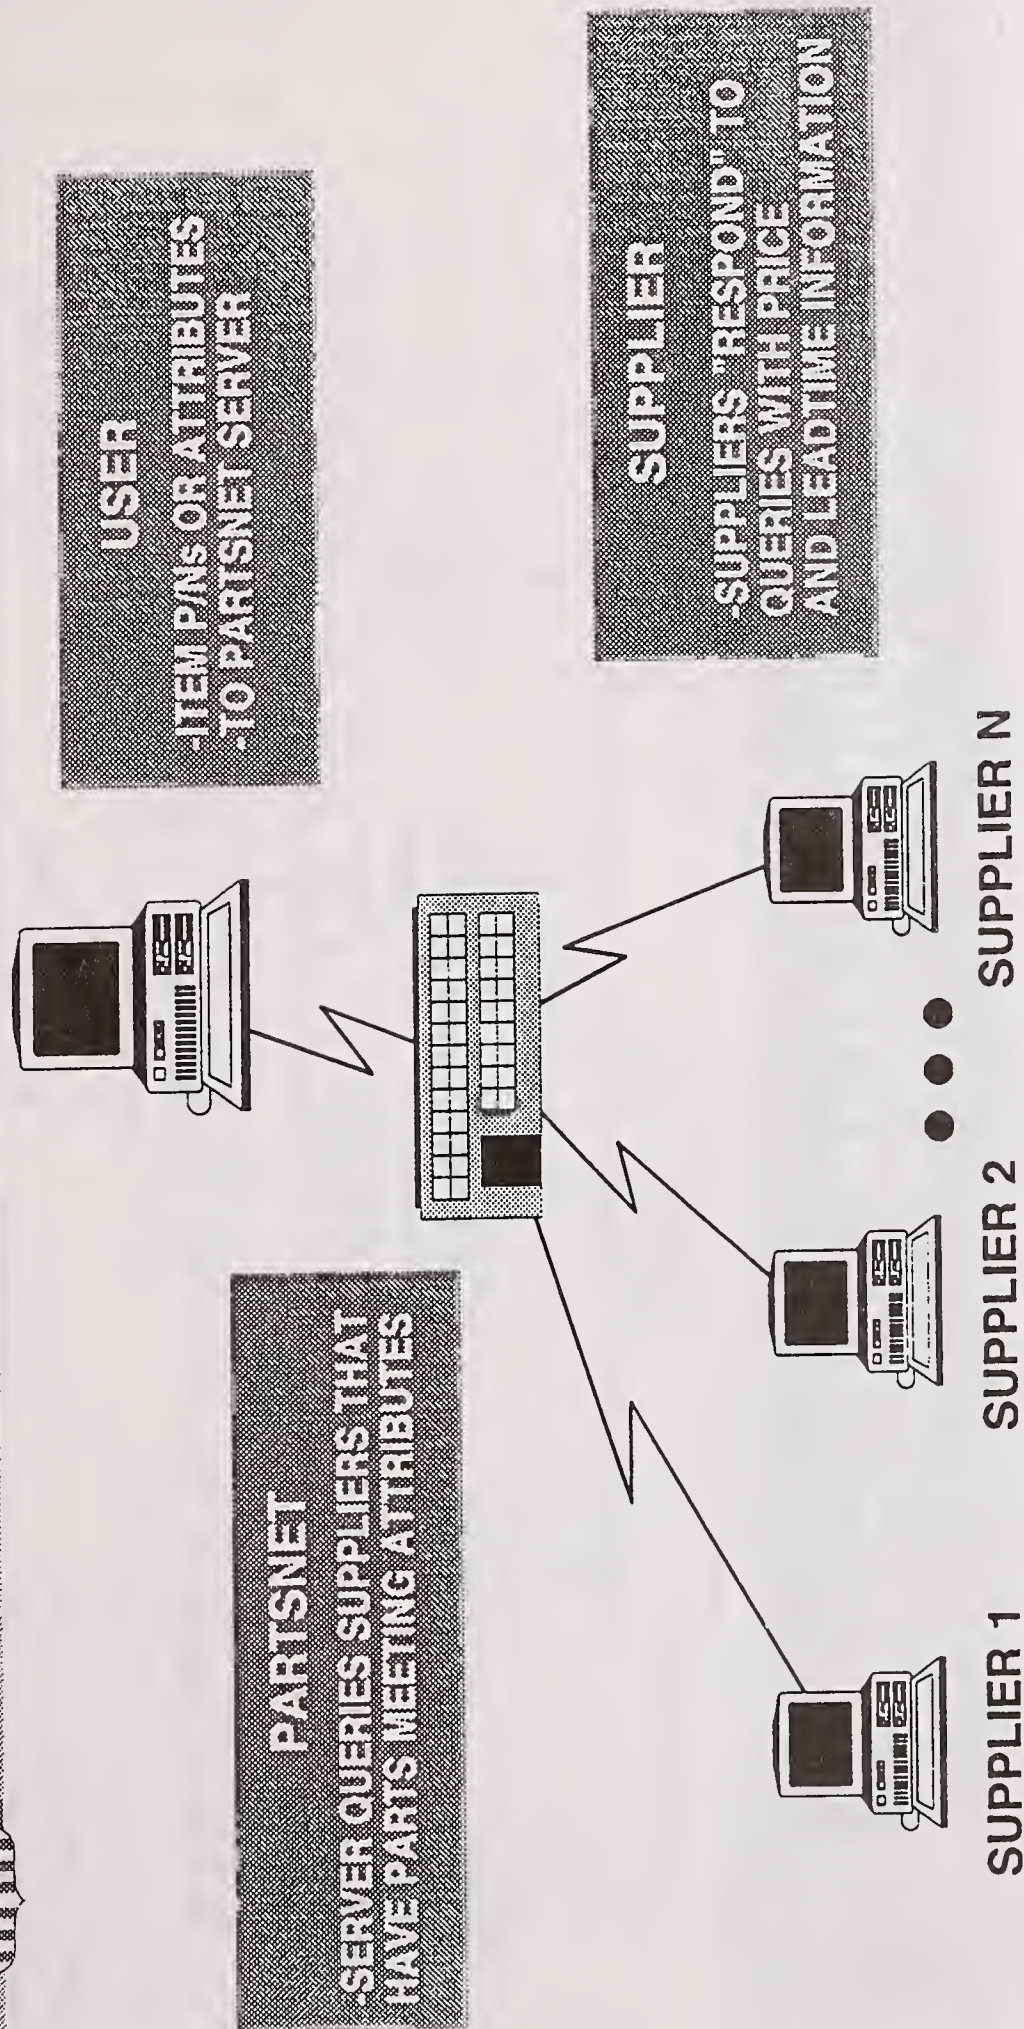 USER
-ITEM P/NS OR ATTRIBUTES
-TO PARTSNET SERVER
PARTSNET
-SERVER QUERIES SUPPLIERS THAT
HAVE PARTS MEETING ATTRIBUTES
SUPPLIER
-SUPPLIERS "RESPOND" TO
QUERIES WITH PRICE
AND LEADTIME INFORMATION
SUPPLIER 1
SUPPLIER 2
SUPPLIER N